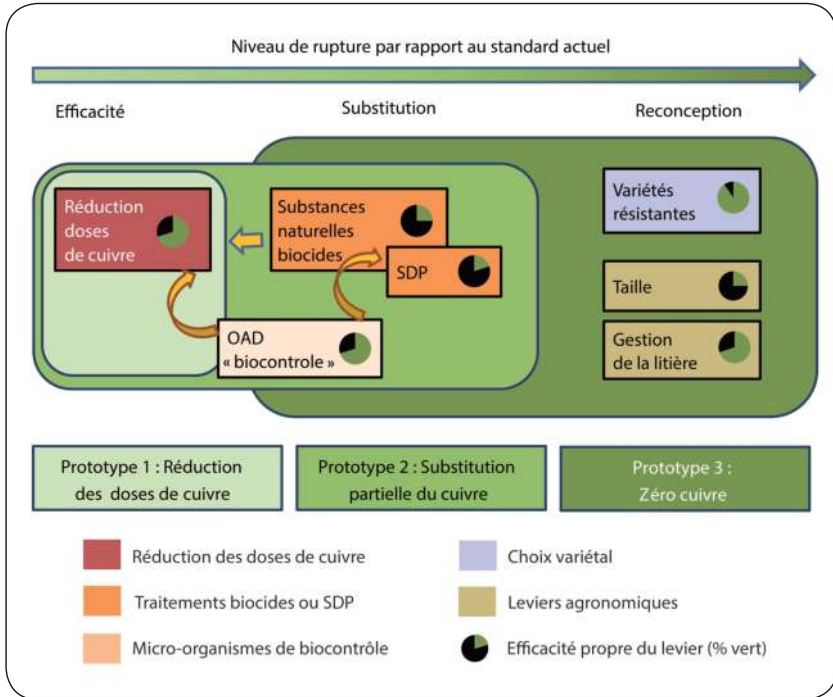 Niveau de rupture par rapport au standard actuel
Efficacité
Substitution
Reconception
Réduction
doses
de cuivre
Substances
naturelles
biocides
SDP
OAD
« biocontrole »
Variétés
résistantes
Taille
Gestion
de la litière
Prototype 1 : Réduction
des doses de cuivre
Prototype 2 : Substitution
partielle du cuivre
Prototype 3 :
Zéro cuivre
Réduction des doses de cuivre
Traitements biocides ou SDP
Micro-organismes de biocontrôle
Choix variétal
Leviers agronomiques
Efficacité propre du levier (% vert)